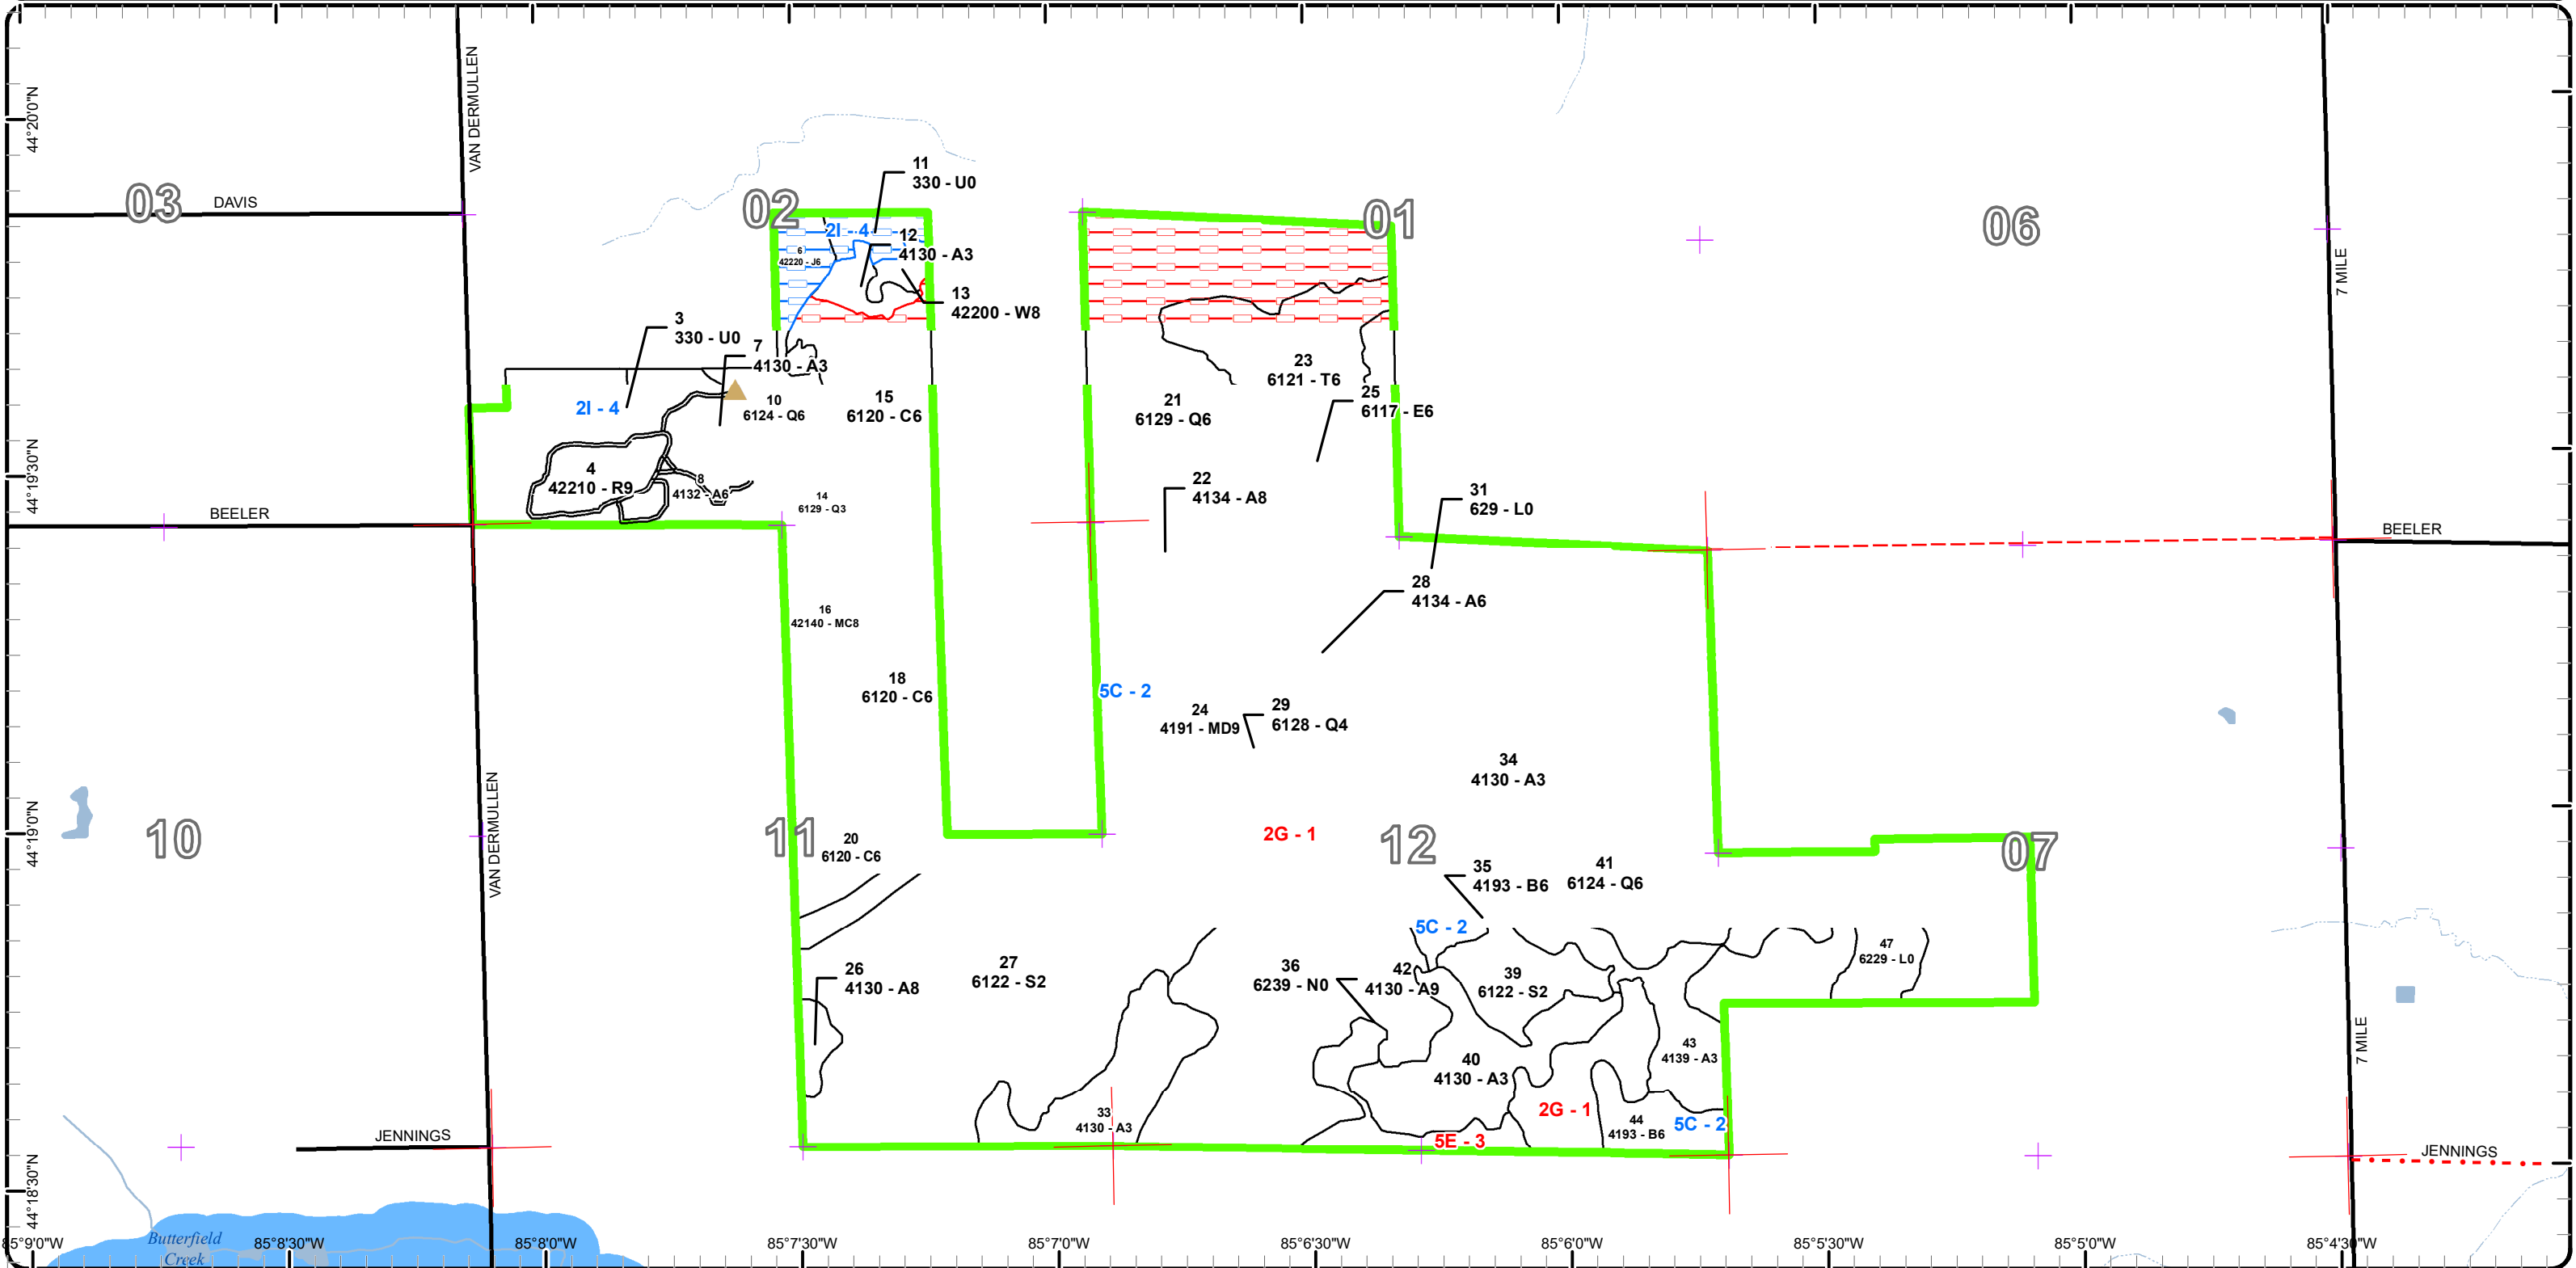 VAN DERMULLEN
44°20'0"N
03
DAVIS
02
01
06
7 MILE
11
330 - U0
2I - 4
12
4130 - A3
6
42220 - J6
13
42200 - W8
3
330 - U0
7
4130 - A3
2I - 4
10
6124 - Q6
15
6120 - C6
23
6121 - T6
21
6129 - Q6
25
6117 - E6
44°19'30"N
4
42210 - R9
8
4132 - A6
14
6129 - Q3
22
4134 - A8
31
629 - L0
BEELER
BEELER
28
4134 - A6
16
42140 - MC8
18
6120 - C6
5C - 2
24
4191 - MD9
29
6128 - Q4
34
4130 - A3
VAN DERMULLEN
44°19'0"N
10
11
20
6120 - C6
2G - 1
12
07
35
4193 - B6
41
6124 - Q6
5C - 2
47
6229 - L0
26
4130 - A8
27
6122 - S2
36
6239 - N0
42
4130 - A9
39
6122 - S2
7 MILE
43
4139 - A3
40
4130 - A3
33
4130 - A3
2G - 1
44
4193 - B6
5C - 2
5E - 3
JENNINGS
JENNINGS
44°18'30"N
Butterfield
Creek
85°9'0"W
85°8'30"W
85°8'0"W
85°7'30"W
85°7'0"W
85°6'30"W
85°6'0"W
85°5'30"W
85°5'0"W
85°4'30"W